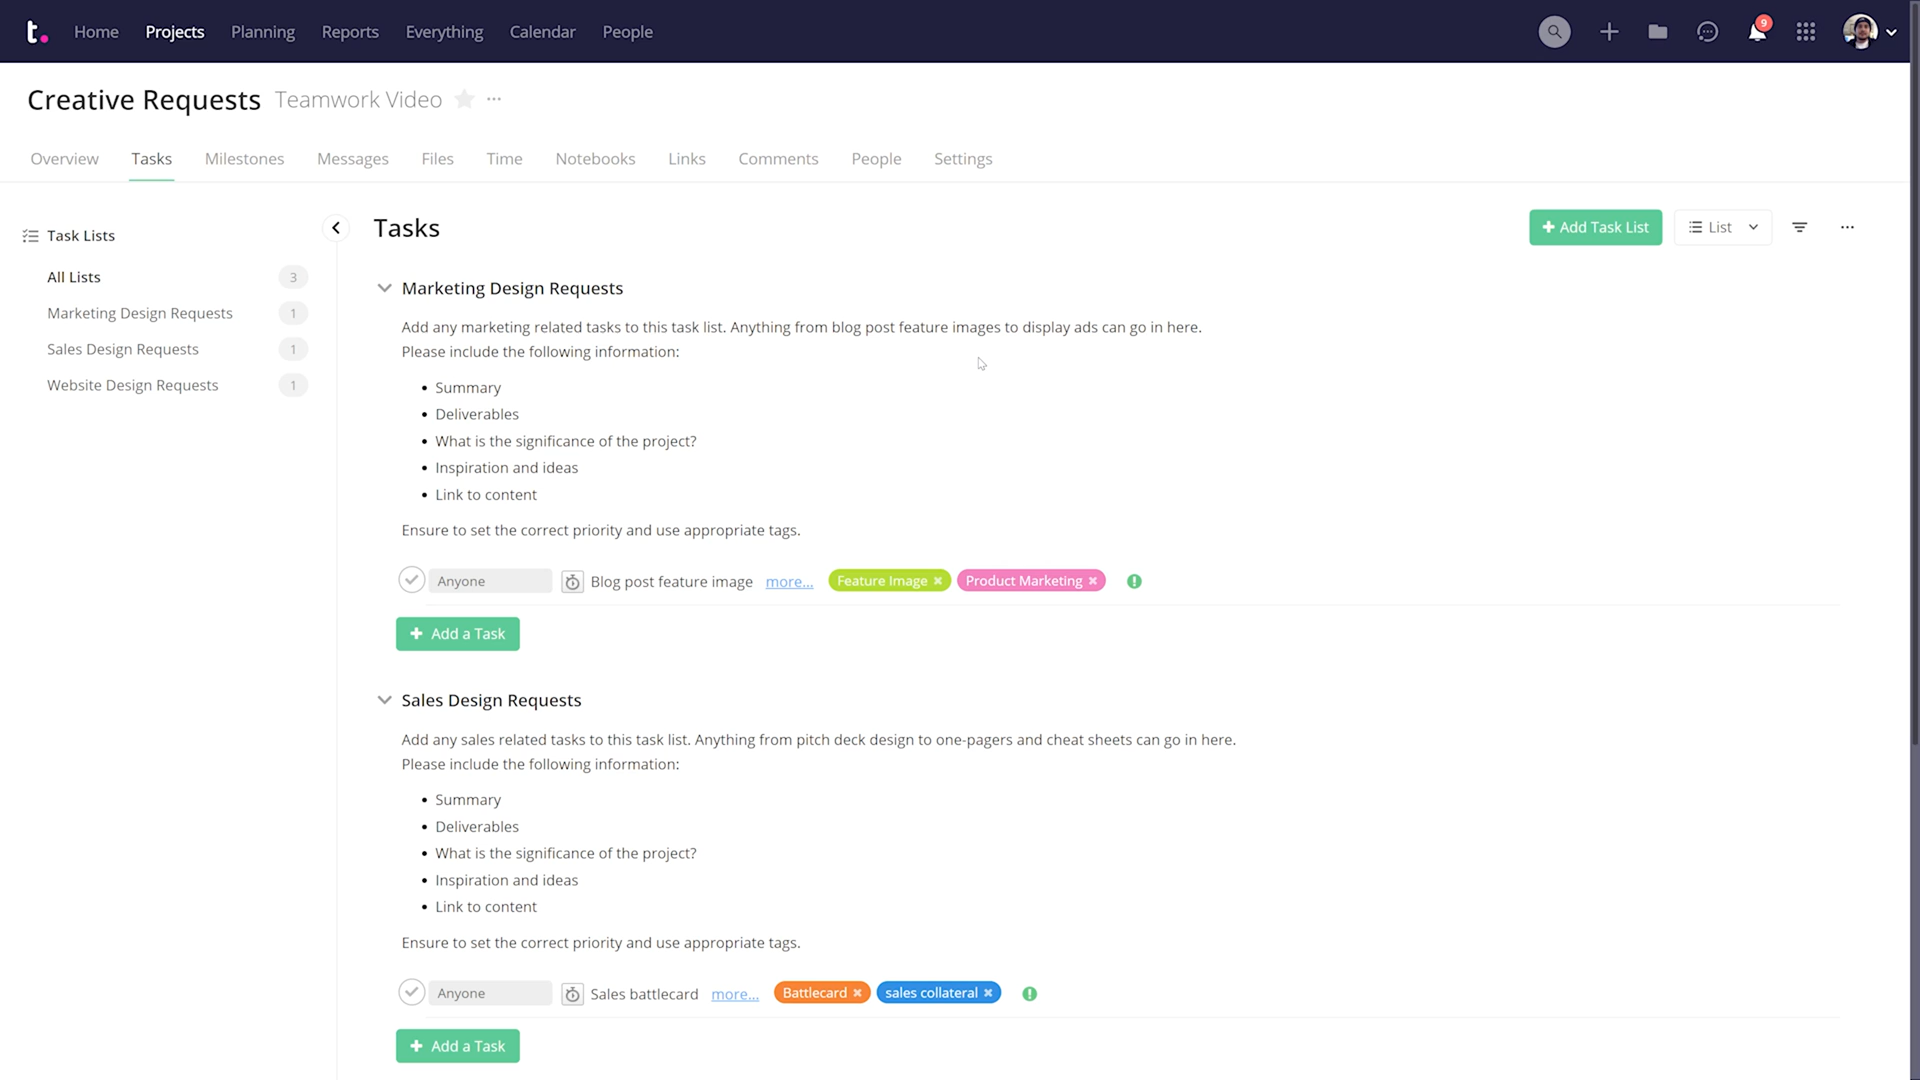 t.
Home
Projects
Planning
Reports
Everything
Calendar
People
9
Creative Requests
Teamwork Video
Overview
Tasks
Milestones
Messages
Files
Time
Notebooks
Links
Comments
People
Settings
Task Lists
All Lists
3
Marketing Design Requests
1
Sales Design Requests
1
Website Design Requests
1
Tasks
Add Task List
List
Marketing Design Requests
Add any marketing related tasks to this task list. Anything from blog post feature images to display ads can go in here.
Please include the following information:
Summary
Deliverables
What is the significance of the project?
Inspiration and ideas
Link to content
Ensure to set the correct priority and use appropriate tags.
Anyone
Blog post feature image
more...
Feature Image
Product Marketing
Add a Task
Sales Design Requests
Add any sales related tasks to this task list. Anything from pitch deck design to one-pagers and cheat sheets can go in here.
Please include the following information:
Summary
Deliverables
What is the significance of the project?
Inspiration and ideas
Link to content
Ensure to set the correct priority and use appropriate tags.
Anyone
Sales battlecard
more...
Battlecard
sales collateral
Add a Task